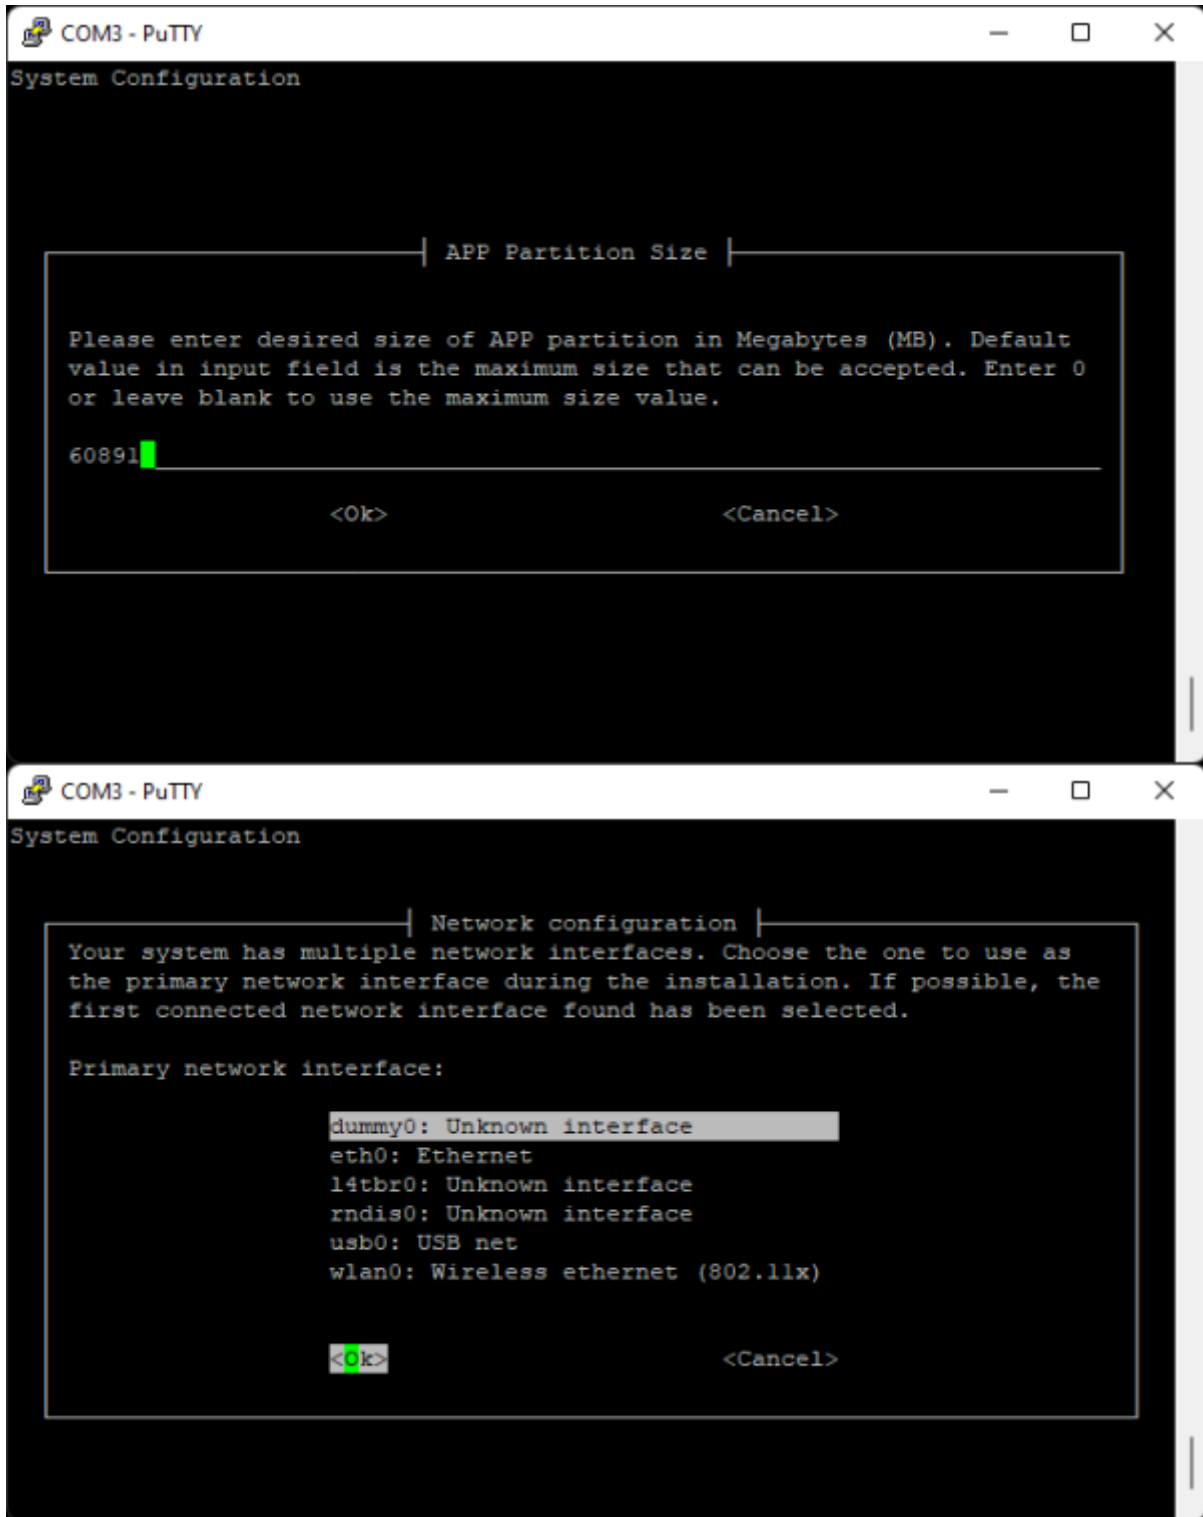 COM3 - PuTTY
System Configuration
APP Partition Size
Please enter desired size of APP partition in Megabytes (MB). Default
value in input field is the maximum size that can be accepted. Enter 0
or leave blank to use the maximum size value.
60891
<Ok> <Cancel>
COM3 - PuTTY
System Configuration
Network configuration
Your system has multiple network interfaces. Choose the one to use as
the primary network interface during the installation. If possible, the
first connected network interface found has been selected.
Primary network interface:
dummy0: Unknown interface
eth0: Ethernet
l4tbr0: Unknown interface
rndis0: Unknown interface
usb0: USB net
wlan0: Wireless ethernet (802.11x)
<Ok> <Cancel>